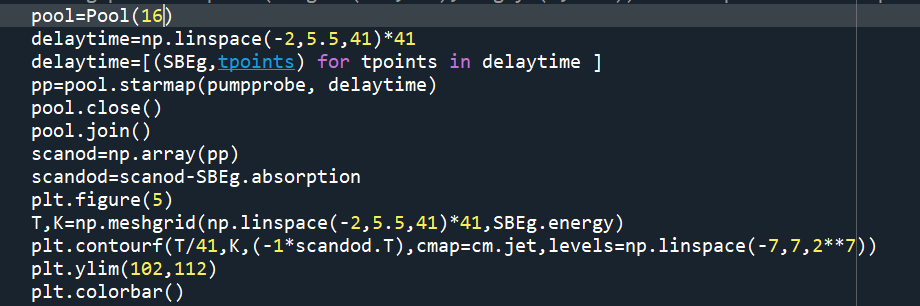 pool=Pool(16)
delaytime=np.linspace(-2,5.5,41)*41
delaytime=[(SBEg,tpoints) for tpoints in delaytime ]
pp=pool.starmap(pumpprobe, delaytime)
pool.close()
pool.join()
scanod=np.array(pp)
scandod=scanod-SBEg.absorption
plt.figure(5)
T,K=np.meshgrid(np.linspace(-2,5.5,41)*41,SBEg.energy)
plt.contourf(T/41,K,(-1*scandod.T),cmap=cm.jet,levels=np.linspace(-7,7,2**7))
plt.ylim(102,112)
plt.colorbar()